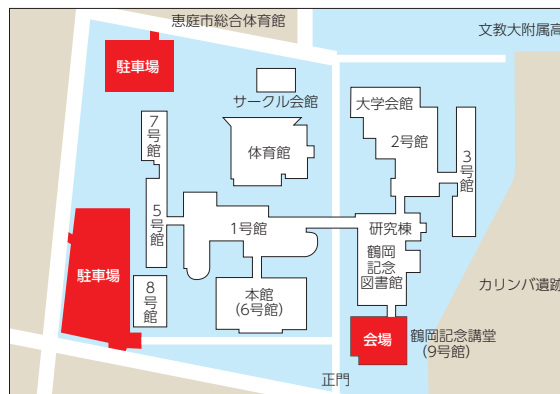 恵庭市総合体育館
文教大附属高
駐車場
サークル会館
大学会館
2号館
7号館
体育館
3号館
5号館
1号館
研究棟
鶴岡
記念
図書館
駐車場
カリンバ遺跡
8号館
本館
(6号館)
会場
鶴岡記念講堂
(9号館)
正門